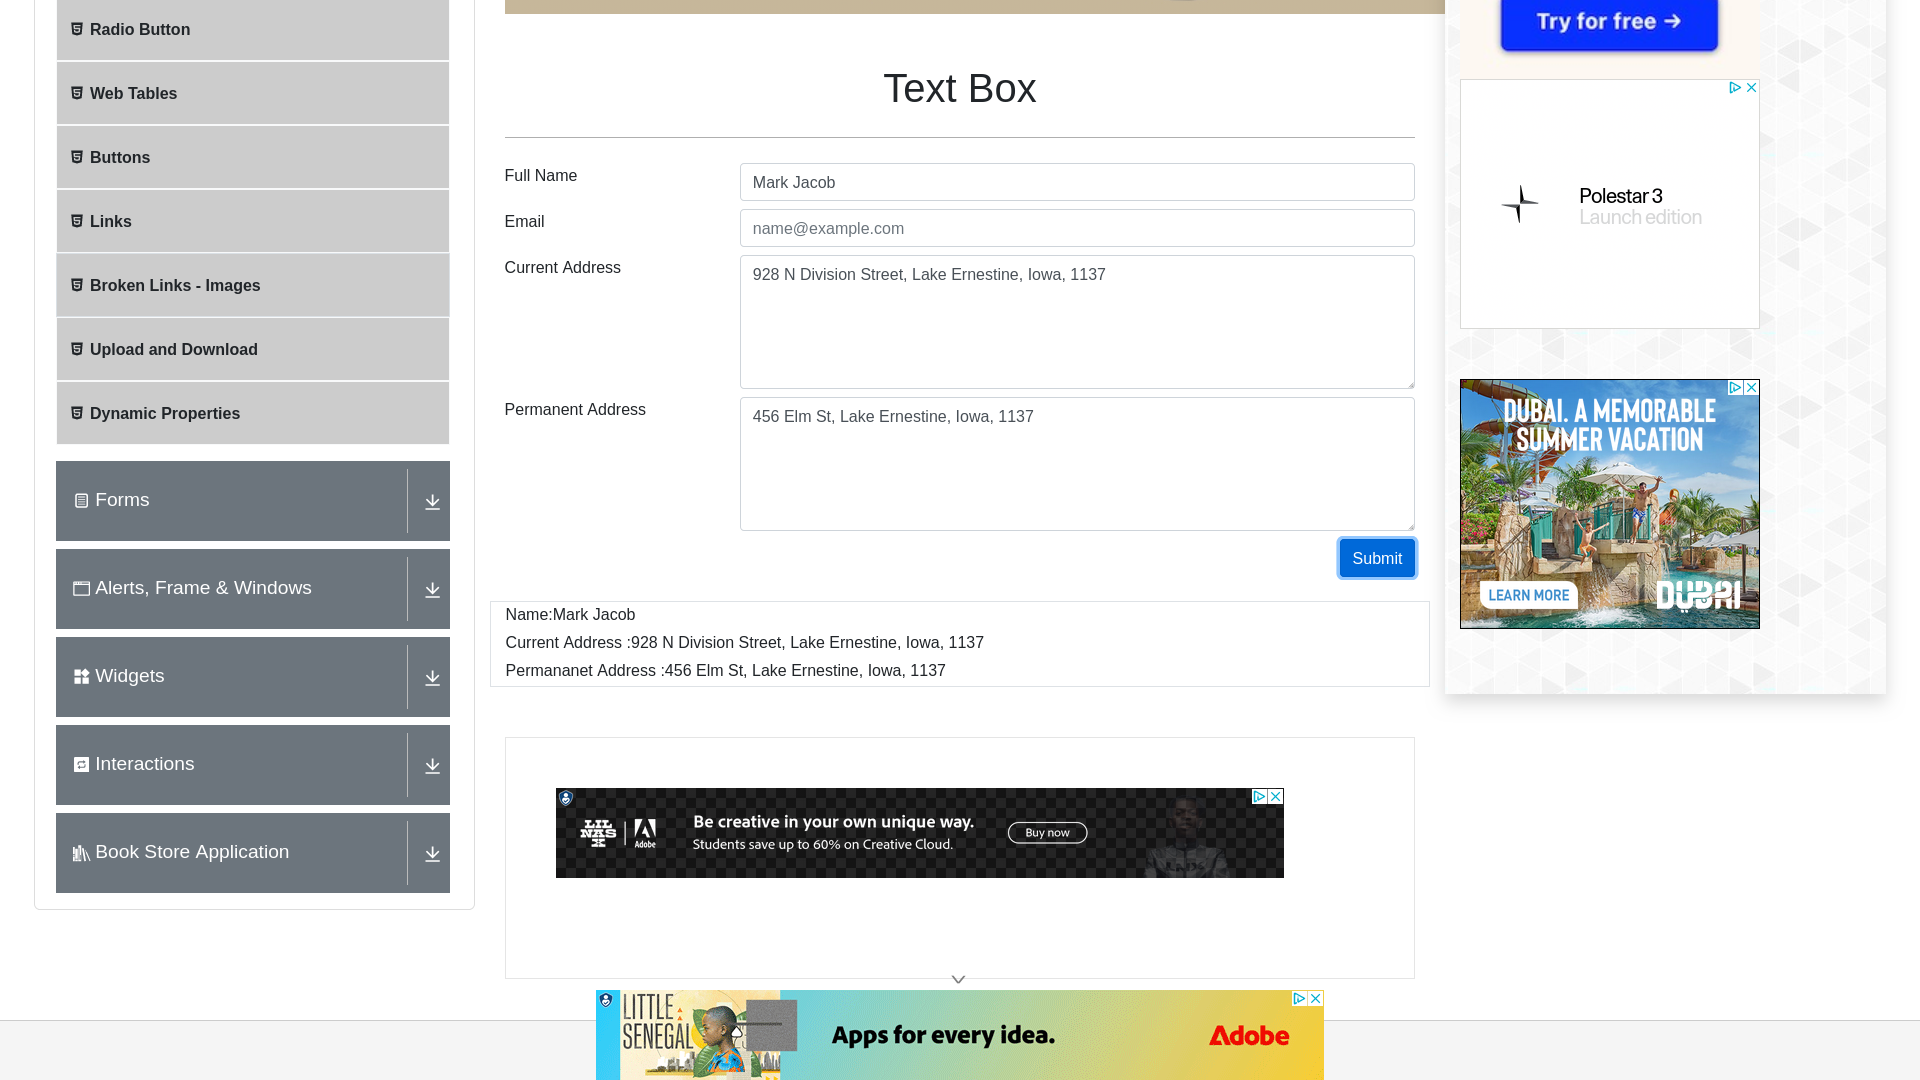 Radio Button
Web Tables
Buttons
Links
Broken Links - Images
Upload and Download
Dynamic Properties
Forms
Alerts, Frame & Windows
Widgets
Interactions
Book Store Application
Text Box
Full Name
Mark Jacob
Email
name@example.com
Current Address
928 N Division Street, Lake Ernestine, Iowa, 1137
Permanent Address
456 Elm St, Lake Ernestine, Iowa, 1137
Submit
Name:Mark Jacob
Current Address :928 N Division Street, Lake Ernestine, Iowa, 1137
Permananet Address :456 Elm St, Lake Ernestine, Iowa, 1137
LIL NAS X
Adobe
Be creative in your own unique way.
Students save up to 60% on Creative Cloud.
Buy now
LITTLE
SENEGAL
Apps for every idea.
Adobe
Try for free →
Polestar 3
Launch edition
DUBAI. A MEMORABLE
SUMMER VACATION
LEARN MORE
DUBAI